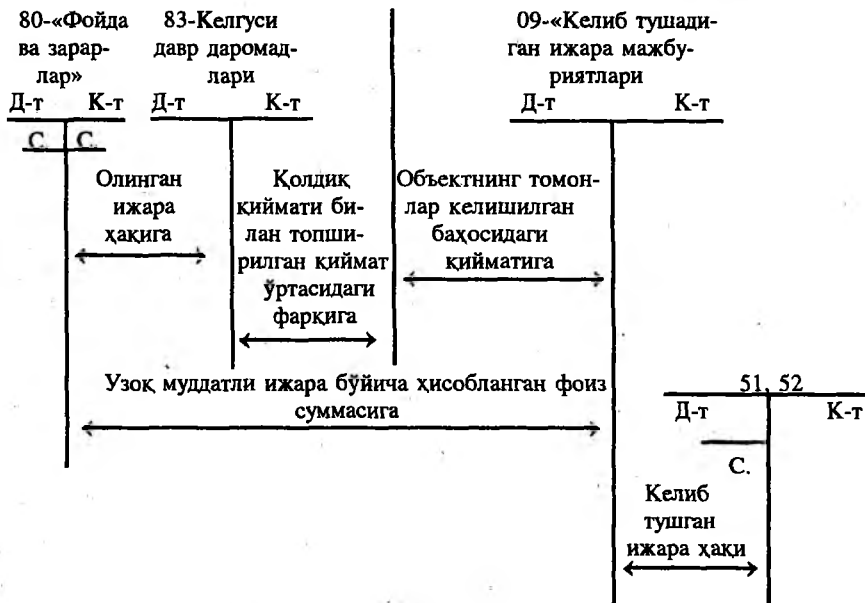 80-«Фойда
ва зарар-
лар»
Д-т К-т
С. С.
83-Келгуси
давр даромад-
лари
Д-т К-т
09-«Келиб тушади-
ган ижара мажбу-
риятлари
Д-т К-т
Олинган
ижара
ҳақига
Қолдиқ
қиймати би-
лан топши-
рилган қиймат
ўртасидаги
фарқига
Объектнинг томон-
лар келишилган
баҳосидаги
қийматига
Узоқ муддатли ижара бўйича ҳисобланган фоиз
суммасига
51, 52
Д-т К-т
С.
Келиб
тушган
ижара ҳақи